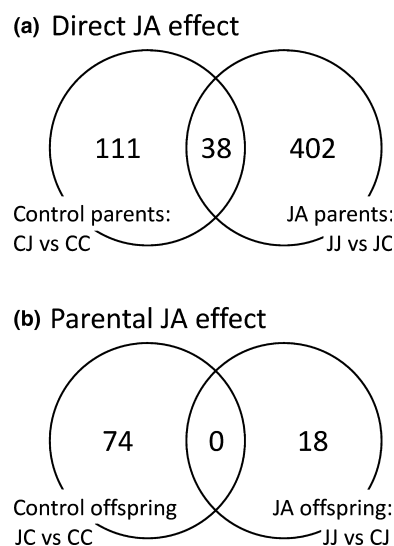 (a) Direct JA effect
111
38
402
Control parents:
CJ vs CC
JA parents:
JJ vs JC
(b) Parental JA effect
74
0
18
Control offspring
JC vs CC
JA offspring:
JJ vs CJ